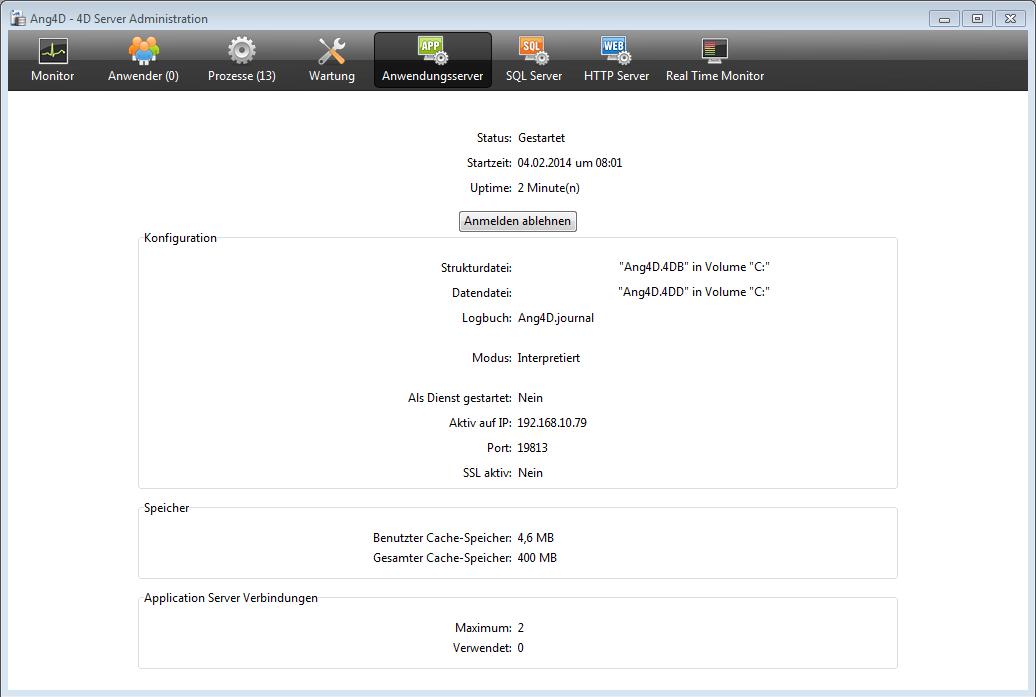 Ang4D - 4D Server Administration
Monitor
Anwender (0)
Prozesse (13)
Wartung
APP
Anwendungsserver
SQL
SQL Server
WEB
HTTP Server
Real Time Monitor
Status: Gestartet
Startzeit: 04.02.2014 um 08:01
Uptime: 2 Minute(n)
Anmelden ablehnen
Konfiguration
Strukturdatei: "Ang4D.4DB" in Volume "C:"
Datendatei: "Ang4D.4DD" in Volume "C:"
Logbuch: Ang4D.journal
Modus: Interpretiert
Als Dienst gestartet: Nein
Aktiv auf IP: 192.168.10.79
Port: 19813
SSL aktiv: Nein
Speicher
Benutzter Cache-Speicher: 4,6 MB
Gesamter Cache-Speicher: 400 MB
Application Server Verbindungen
Maximum: 2
Verwendet: 0